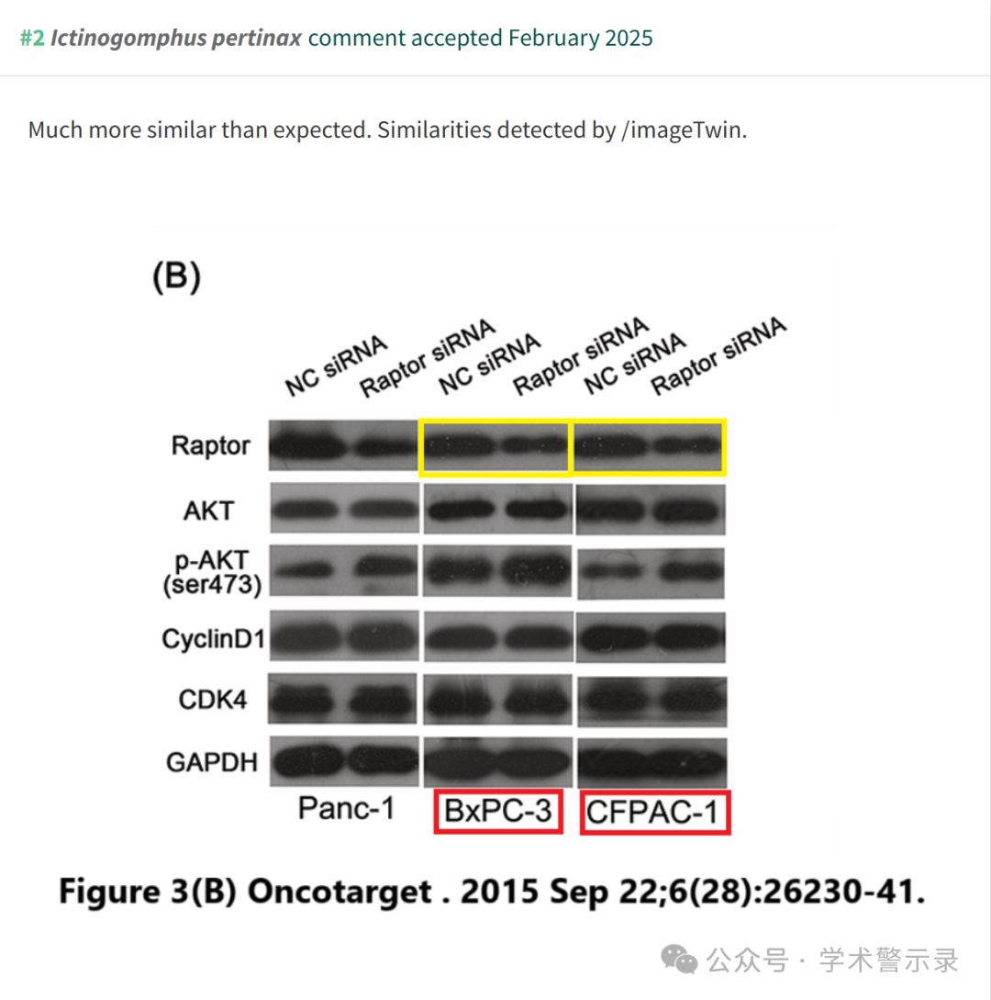 #2 Ictinogomphus pertinax comment accepted February 2025
Much more similar than expected. Similarities detected by /imageTwin.
(B)
NC siRNA
Raptor siRNA
NC siRNA
Raptor siRNA
NC siRNA
Raptor siRNA
Raptor
AKT
p-AKT
(ser473)
CyclinD1
CDK4
GAPDH
Panc-1 BxPC-3 CFPAC-1
Figure 3(B) Oncotarget . 2015 Sep 22;6(28):26230-41.
公众号 · 学术警示录